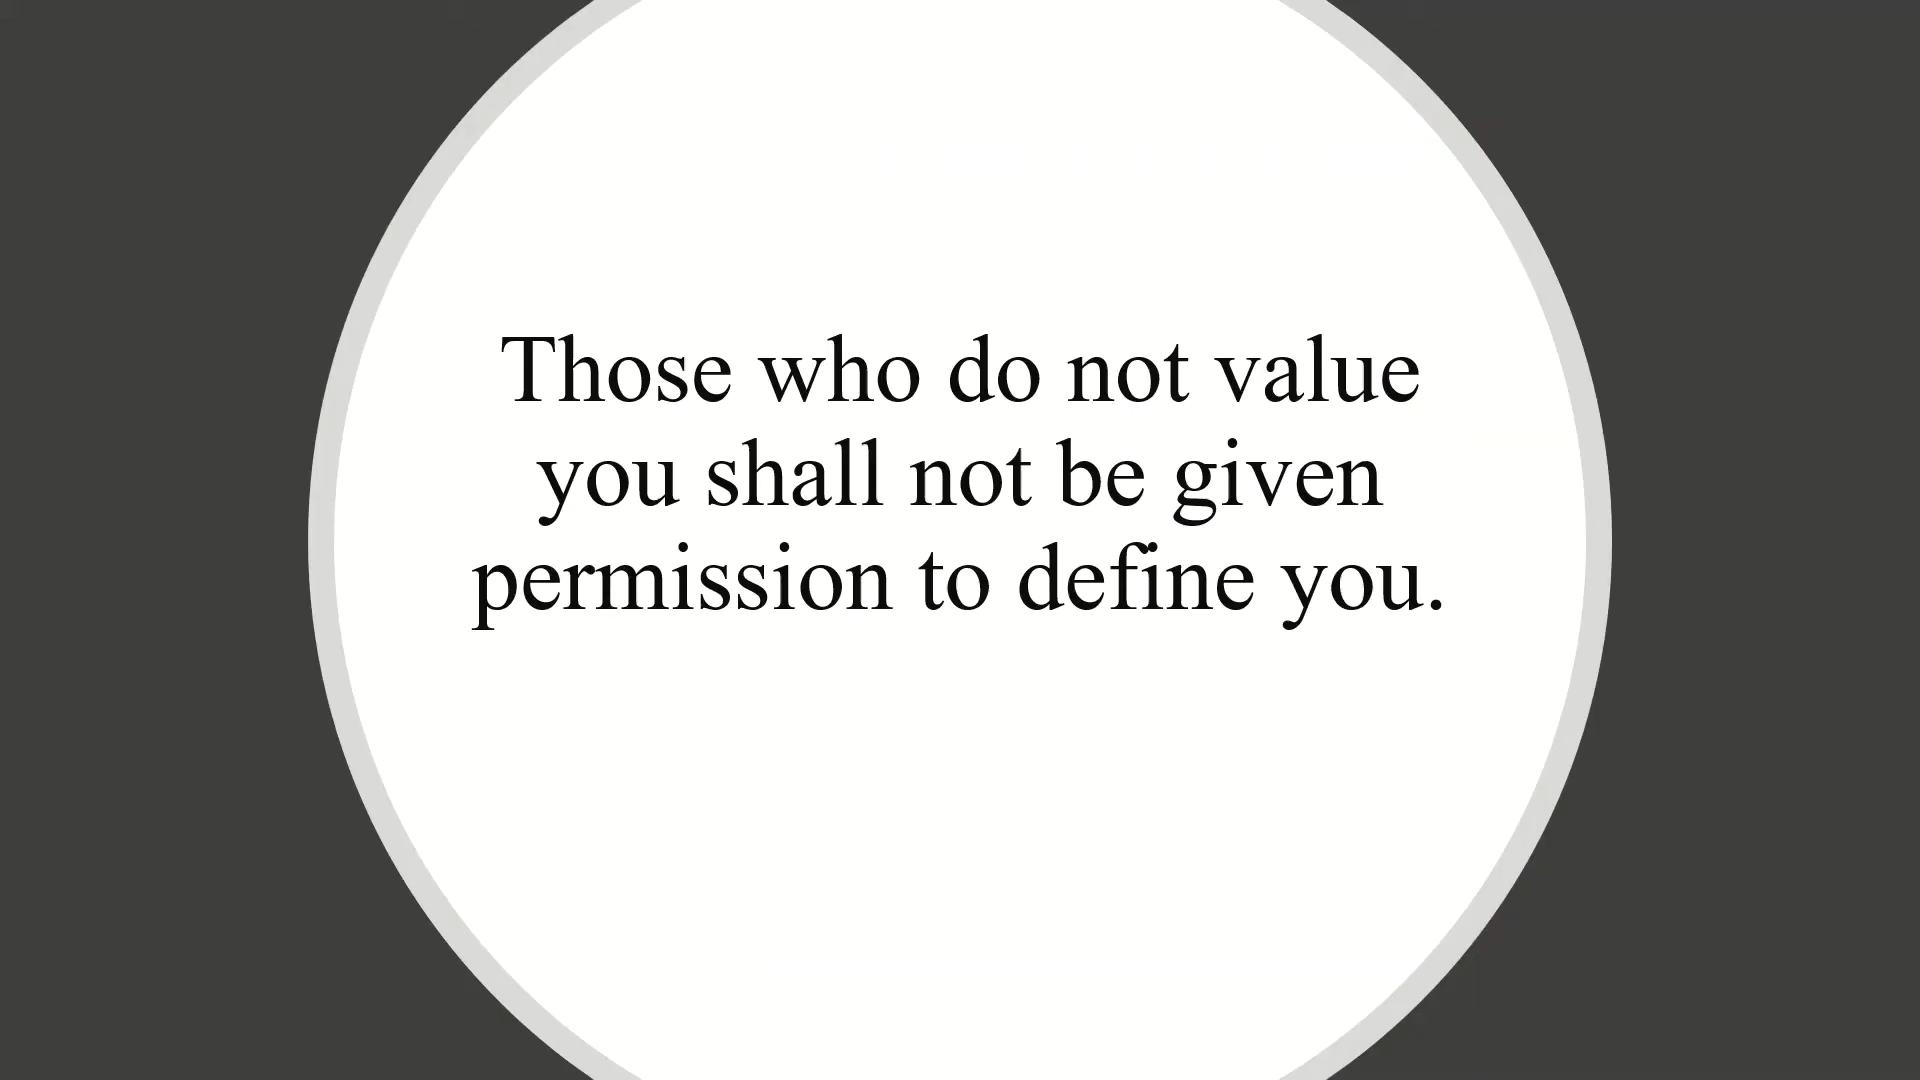 Those who do not value
you shall not be given
permission to define you.